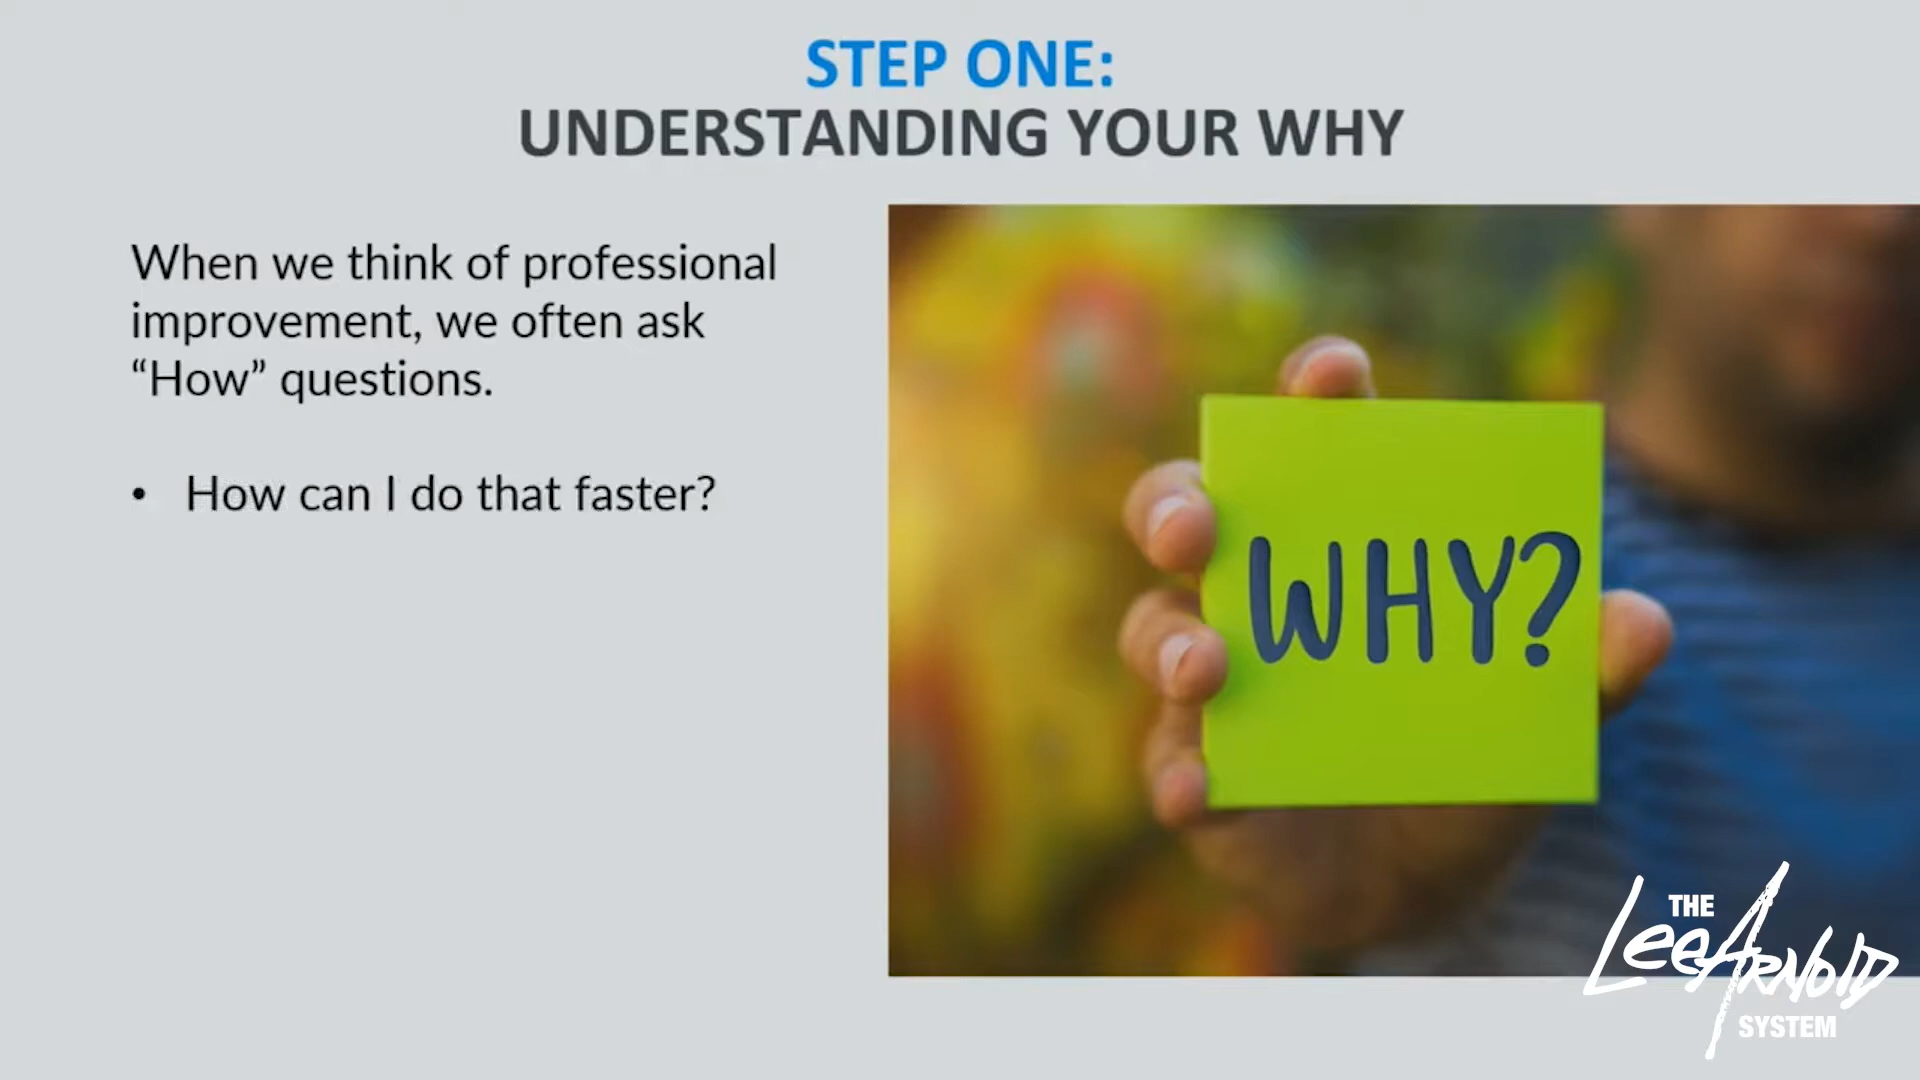 STEP ONE:
UNDERSTANDING YOUR WHY
When we think of professional
improvement, we often ask
“How” questions.
• How can I do that faster?
WHY?
THE
LeeArnold
SYSTEM